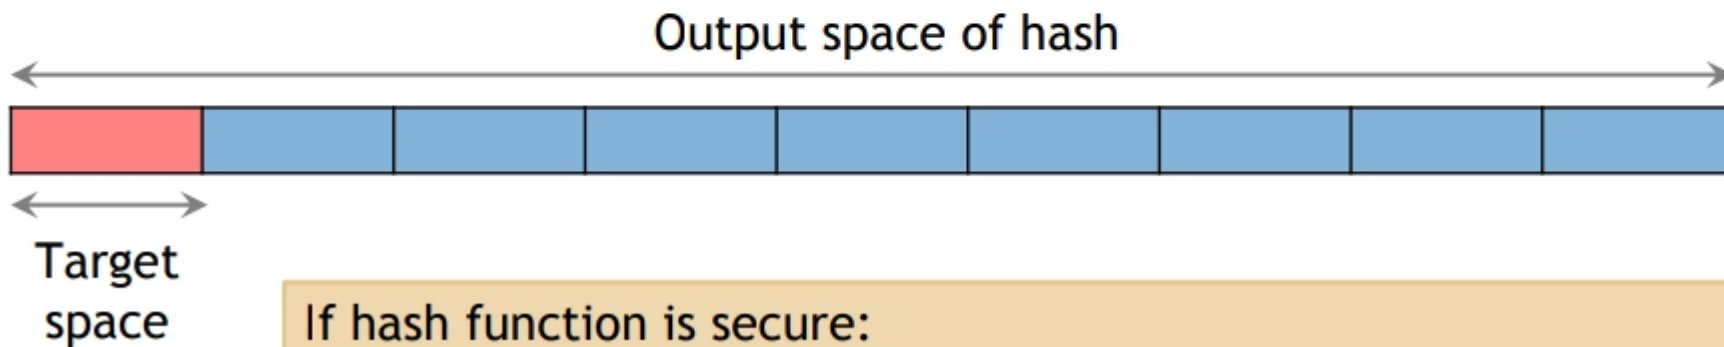 Output space of hash
Target
space
If hash function is secure: